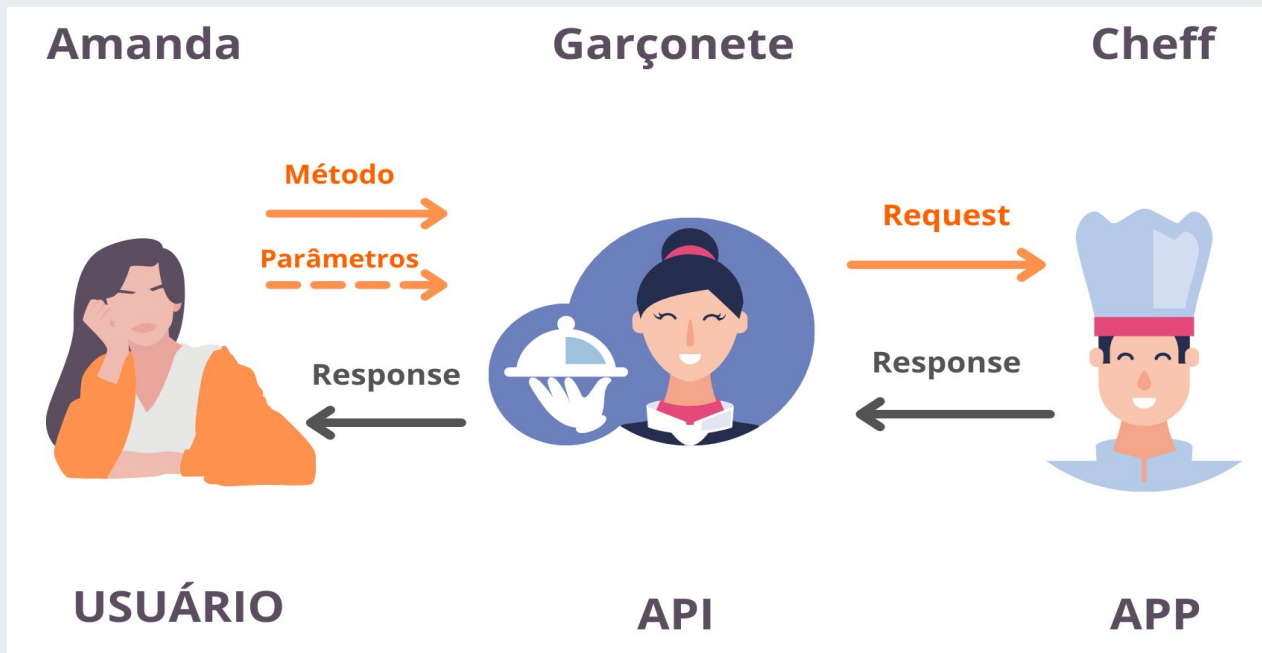 Amanda
Garçonete
Cheff
Método
Parâmetros
Response
Request
Response
USUÁRIO
API
APP